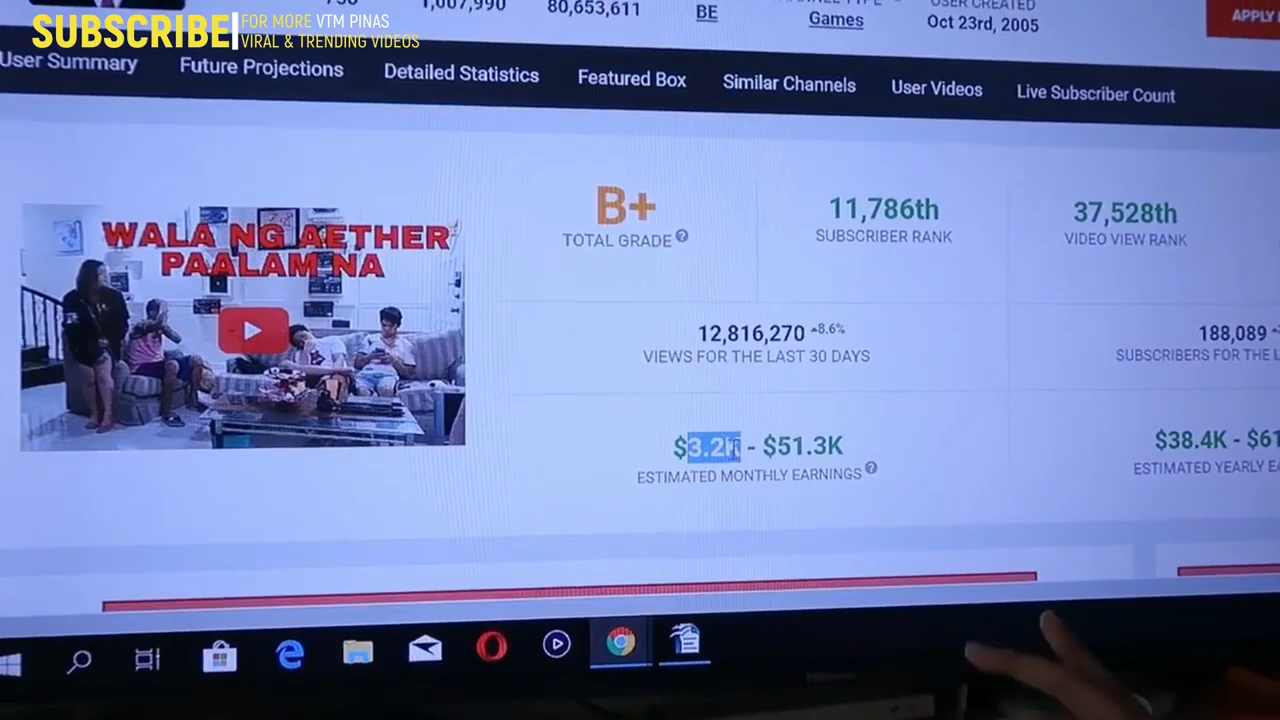 1,007,990
80,653,611
BE
Games
USER CREATED
Oct 23rd, 2005
APPLY
SUBSCRIBE
FOR MORE VTM PINAS
VIRAL & TRENDING VIDEOS
User Summary
Future Projections
Detailed Statistics
Featured Box
Similar Channels
User Videos
Live Subscriber Count
WALA NG AETHER
PAALAM NA
B+
TOTAL GRADE
11,786th
SUBSCRIBER RANK
37,528th
VIDEO VIEW RANK
12,816,270 8.6%
VIEWS FOR THE LAST 30 DAYS
188,089
SUBSCRIBERS FOR THE
$3.2K - $51.3K
ESTIMATED MONTHLY EARNINGS
$38.4K - $61
ESTIMATED YEARLY